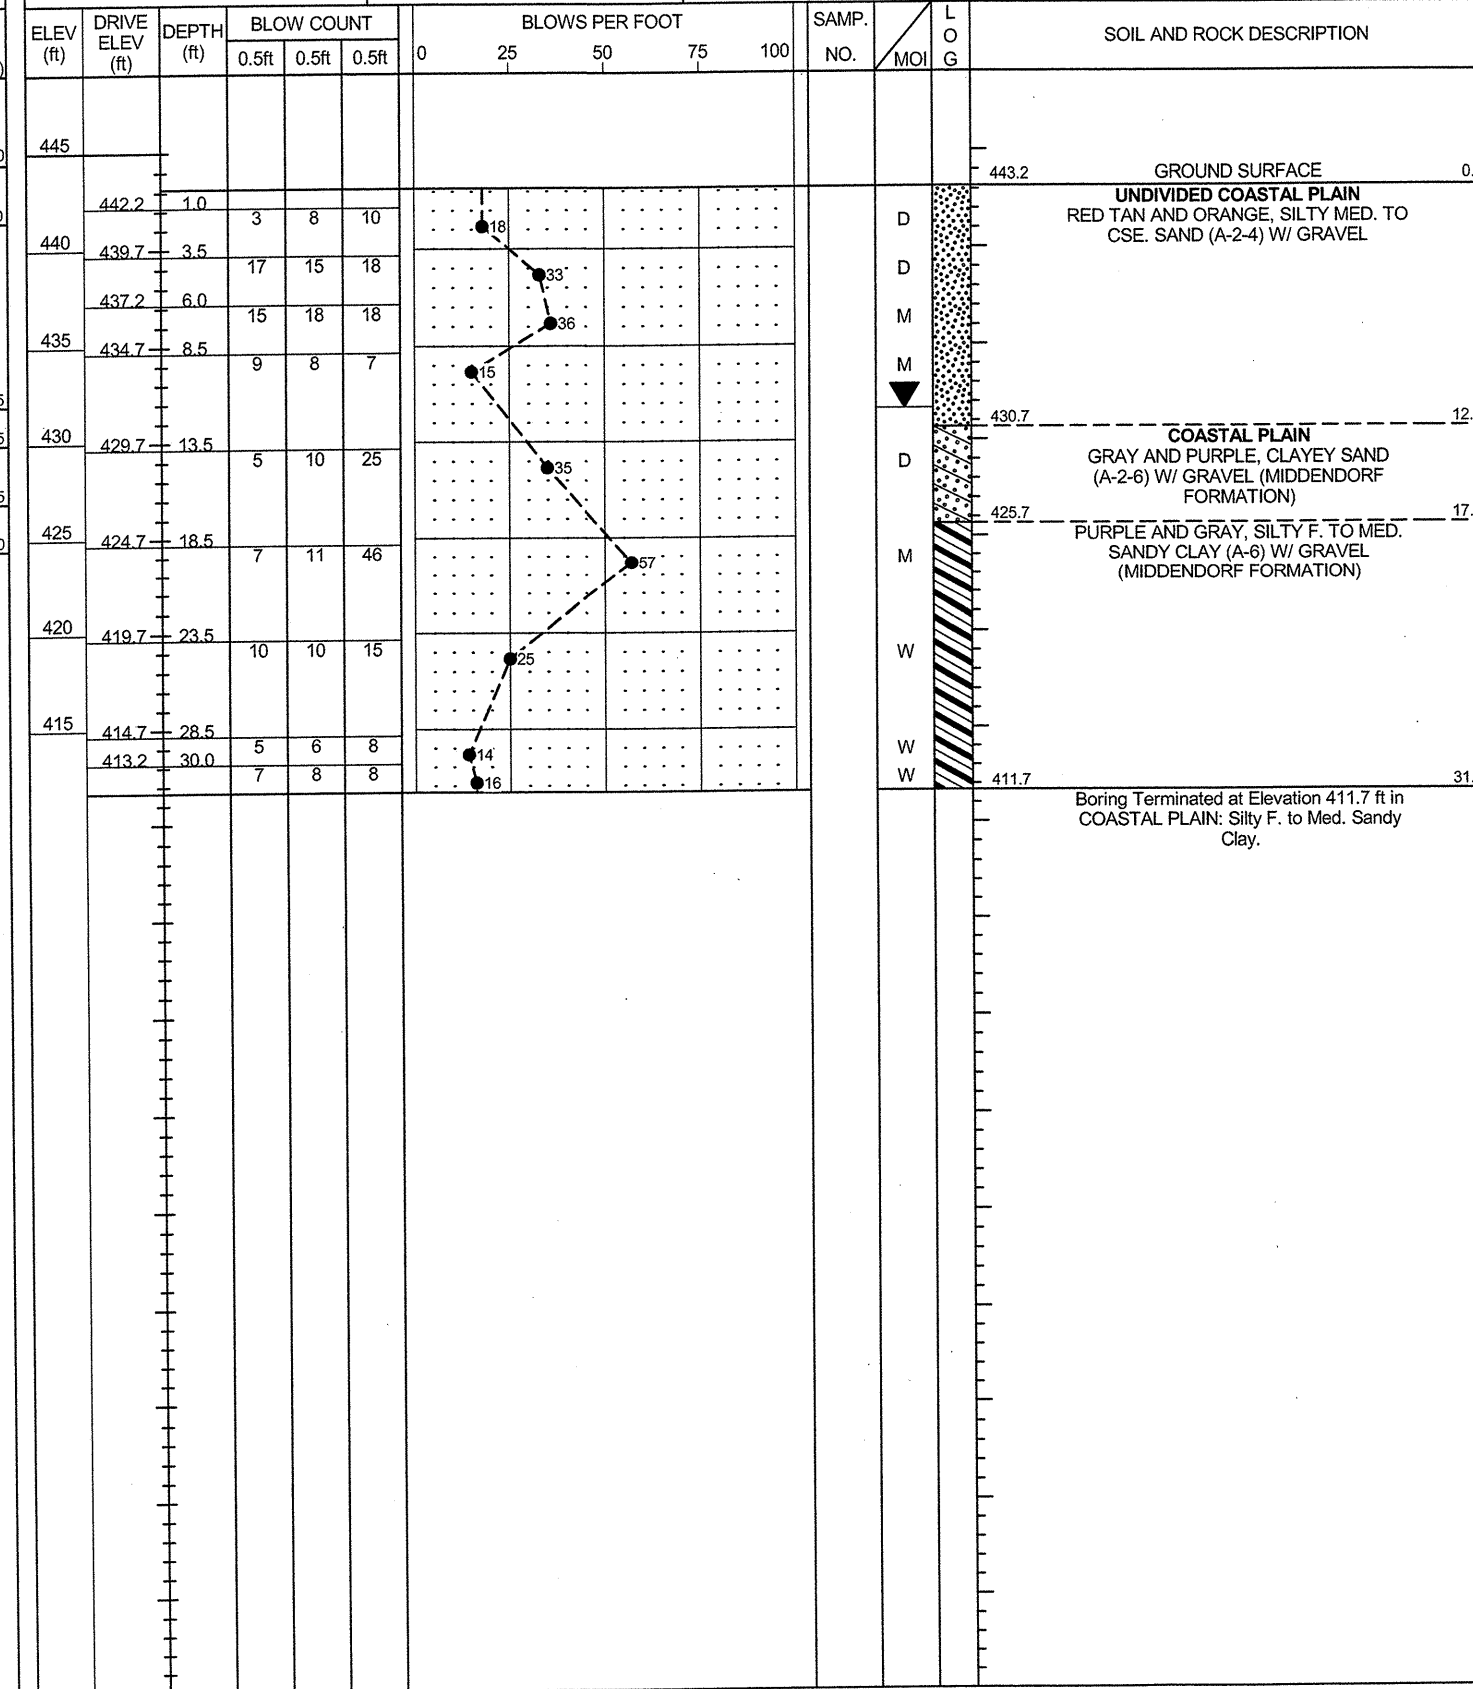 ELEV (ft) DRIVE ELEV (ft) DEPTH (ft) BLOW COUNT BLOWS PER FOOT SAMP. NO. MOI LOG SOIL AND ROCK DESCRIPTION
0.5ft 0.5ft 0.5ft 0 25 50 75 100
445
443.2 GROUND SURFACE 0.
442.2 1.0 UNDIVIDED COASTAL PLAIN
3 8 10 18 D RED TAN AND ORANGE, SILTY MED. TO
CSE. SAND (A-2-4) W/ GRAVEL
440
439.7 3.5
17 15 18 33 D
437.2 6.0
15 18 18 36 M
435
434.7 8.5
9 8 7 15 M
430.7 12.
430 COASTAL PLAIN
429.7 13.5 GRAY AND PURPLE, CLAYEY SAND
5 10 25 35 D (A-2-6) W/ GRAVEL (MIDDENDORF
FORMATION)
425.7 17.
425 PURPLE AND GRAY, SILTY F. TO MED.
424.7 18.5 SANDY CLAY (A-6) W/ GRAVEL
7 11 46 57 M (MIDDENDORF FORMATION)
420
419.7 23.5
10 10 15 25 W
415
414.7 28.5
5 6 8 14 W
413.2 30.0
7 8 8 16 W
411.7 31.
Boring Terminated at Elevation 411.7 ft in
COASTAL PLAIN: Silty F. to Med. Sandy
Clay.